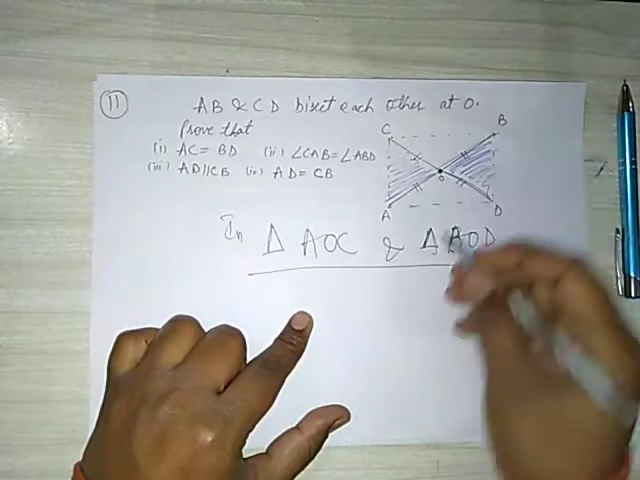 11
AB & CD bisect each other at O.
Prove that
(i) AC = BD (ii) ∠CAB = ∠ABD
(iii) AD∥CB (iv) AD = CB
C B
O
A D
In Δ AOC & Δ BOD